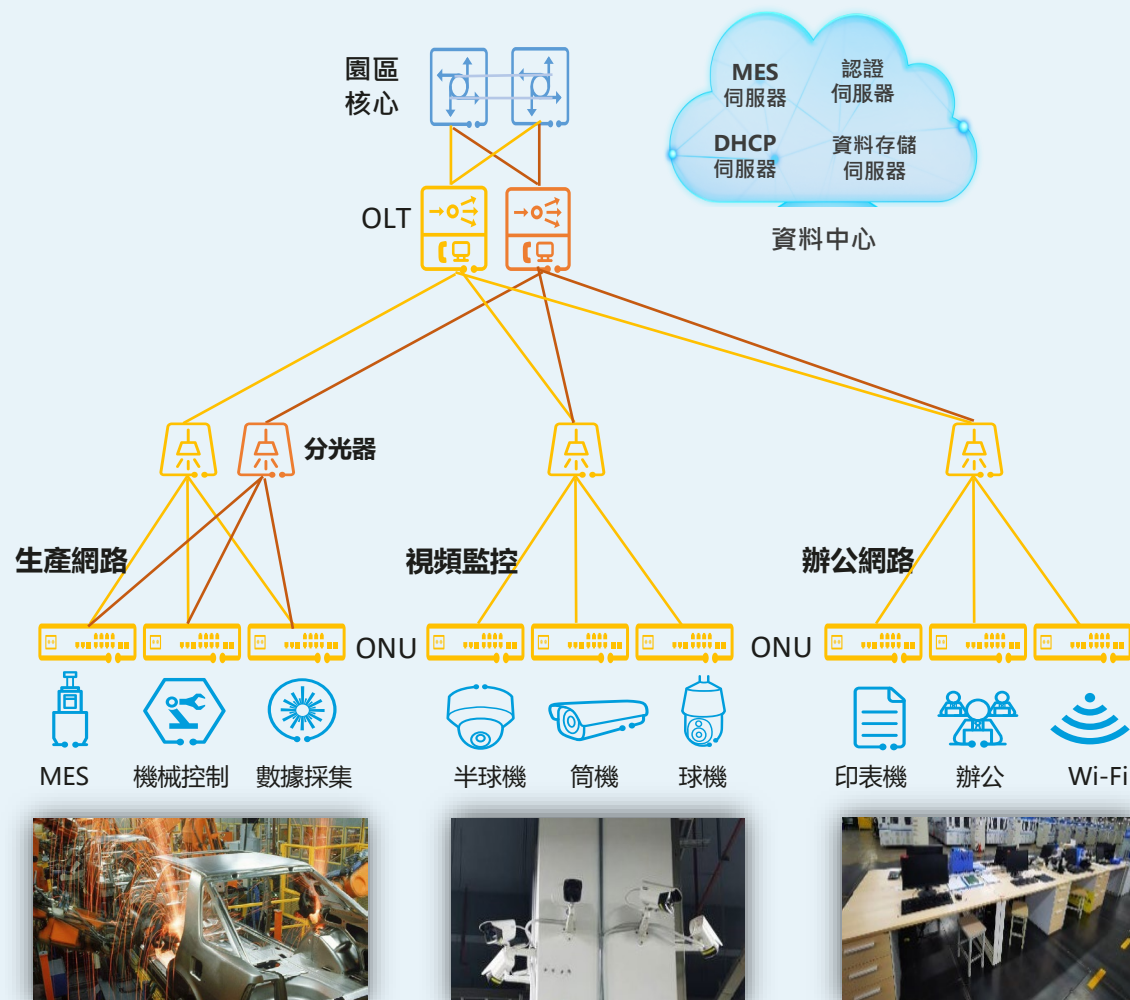 園區
核心
MES
伺服器
認證
伺服器
DHCP
伺服器
資料存儲
伺服器
資料中心
OLT
分光器
生產網路
視頻監控
辦公網路
ONU
ONU
MES
機械控制
數據採集
半球機
筒機
球機
印表機
辦公
Wi-Fi